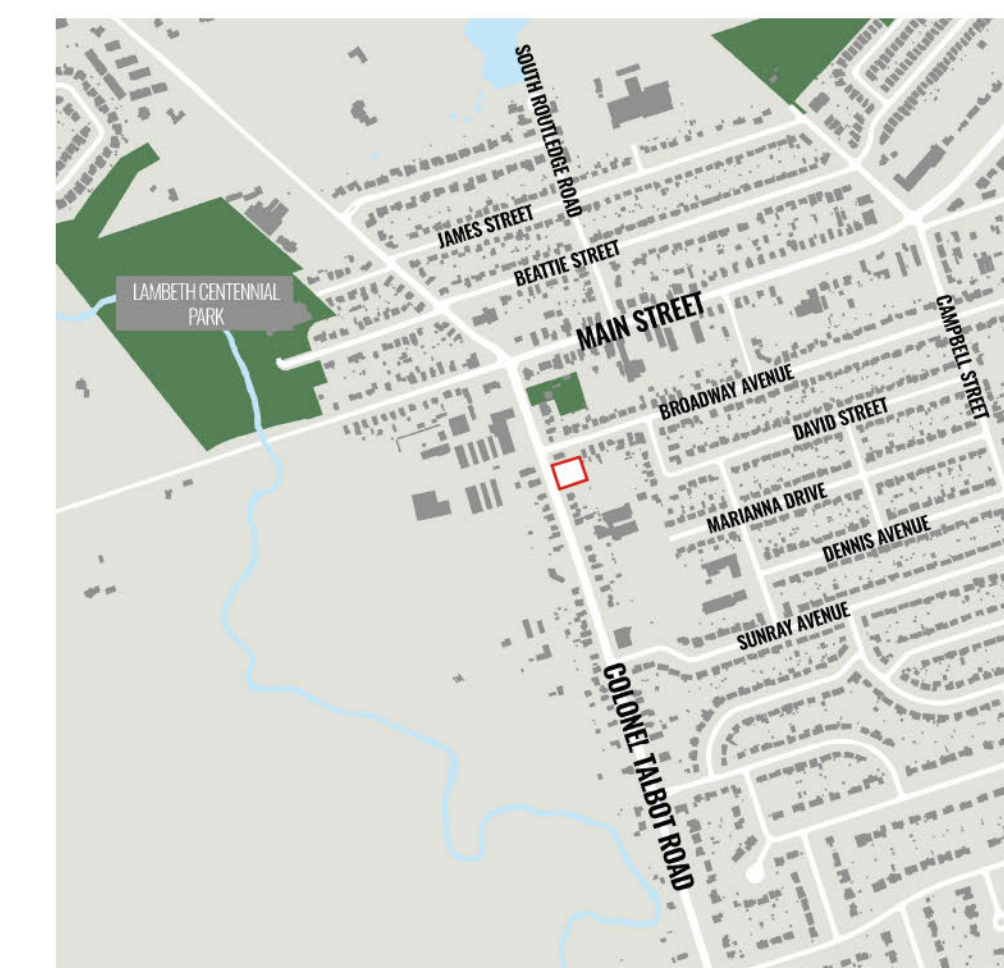 SOUTH ROUTLEDGE ROAD
JAMES STREET
BEATTIE STREET
LAMBETH CENTENNIAL
PARK
MAIN STREET
CAMPBELL STREET
BROADWAY AVENUE
DAVID STREET
MARIANNA DRIVE
DENNIS AVENUE
SUNRAY AVENUE
COLONEL TALBOT ROAD